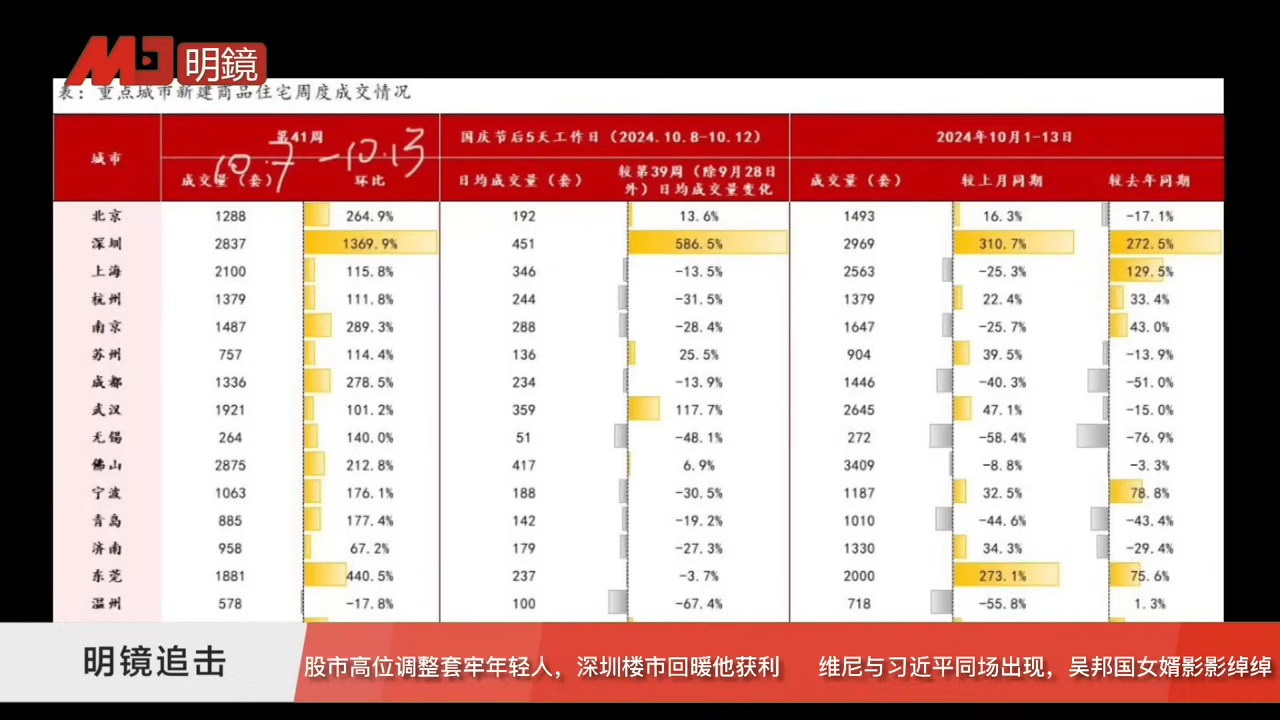 MJ 明鏡
表：重点城市新建商品住宅周度成交情况
城市 第41周 国庆节后5天工作日（2024.10.8-10.12） 2024年10月1-13日
10.7 -10.13
成交量（套） 环比 日均成交量（套） 较第39周（除9月28日外）日均成交量变化 成交量（套） 较上月同期 较去年同期
北京 1288 264.9% 192 13.6% 1493 16.3% -17.1%
深圳 2837 1369.9% 451 586.5% 2969 310.7% 272.5%
上海 2100 115.8% 346 -13.5% 2563 -25.3% 129.5%
杭州 1379 111.8% 244 -31.5% 1379 22.4% 33.4%
南京 1487 289.3% 288 -28.4% 1647 -25.7% 43.0%
苏州 757 114.4% 136 25.5% 904 39.5% -13.9%
成都 1336 278.5% 234 -13.9% 1446 -40.3% -51.0%
武汉 1921 101.2% 359 117.7% 2645 47.1% -15.0%
无锡 264 140.0% 51 -48.1% 272 -58.4% -76.9%
佛山 2875 212.8% 417 6.9% 3409 -8.8% -3.3%
宁波 1063 176.1% 188 -30.5% 1187 32.5% 78.8%
青岛 885 177.4% 142 -19.2% 1010 -44.6% -43.4%
济南 958 67.2% 179 -27.3% 1330 34.3% -29.4%
东莞 1881 440.5% 237 -3.7% 2000 273.1% 75.6%
温州 578 -17.8% 100 -67.4% 718 -55.8% 1.3%
明镜追击 股市高位调整套牢年轻人，深圳楼市回暖他获利 维尼与习近平同场出现，吴邦国女婿影影绰绰